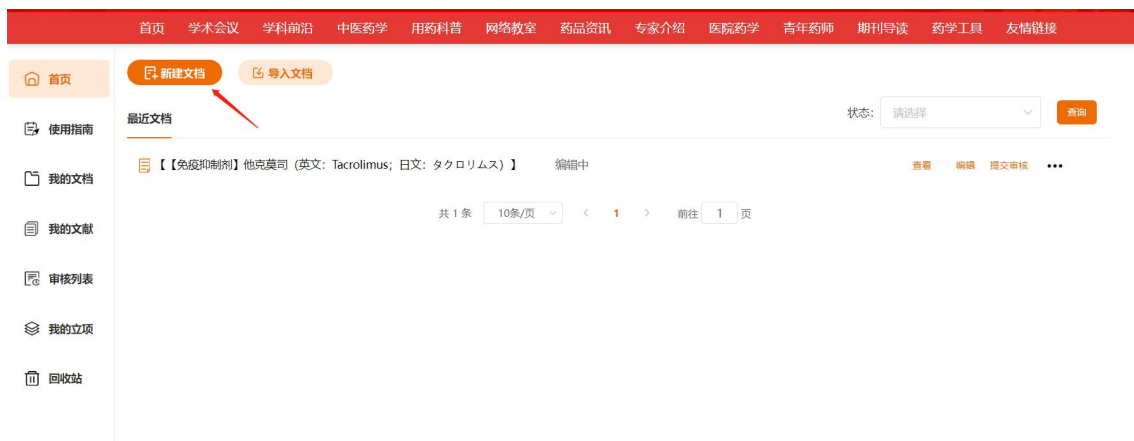 首页 学术会议 学科前沿 中医药学 用药科普 网络教室 药品资讯 专家介绍 医院药学 青年药师 期刊导读 药学工具 友情链接
首页
使用指南
我的文档
我的文献
审核列表
我的立项
回收站
新建文档 导入文档
最近文档 状态： 请选择 查询
【【免疫抑制剂】他克莫司（英文：Tacrolimus；日文：タクロリムス）】 编辑中 查看 编辑 提交审核 •••
共 1 条 10条/页 < 1 > 前往 1 页